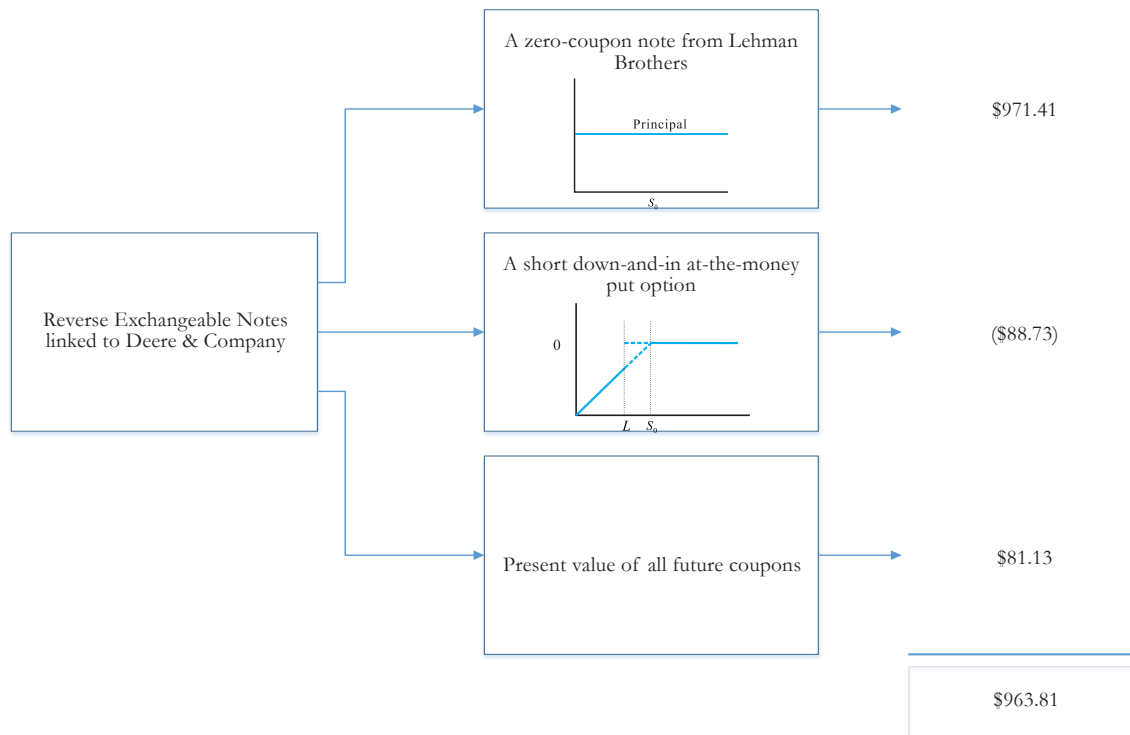 A zero-coupon note from Lehman
Brothers
Principal
S₀
$971.41
Reverse Exchangeable Notes
linked to Deere & Company
A short down-and-in at-the-money
put option
0
L S₀
($88.73)
Present value of all future coupons
$81.13
$963.81